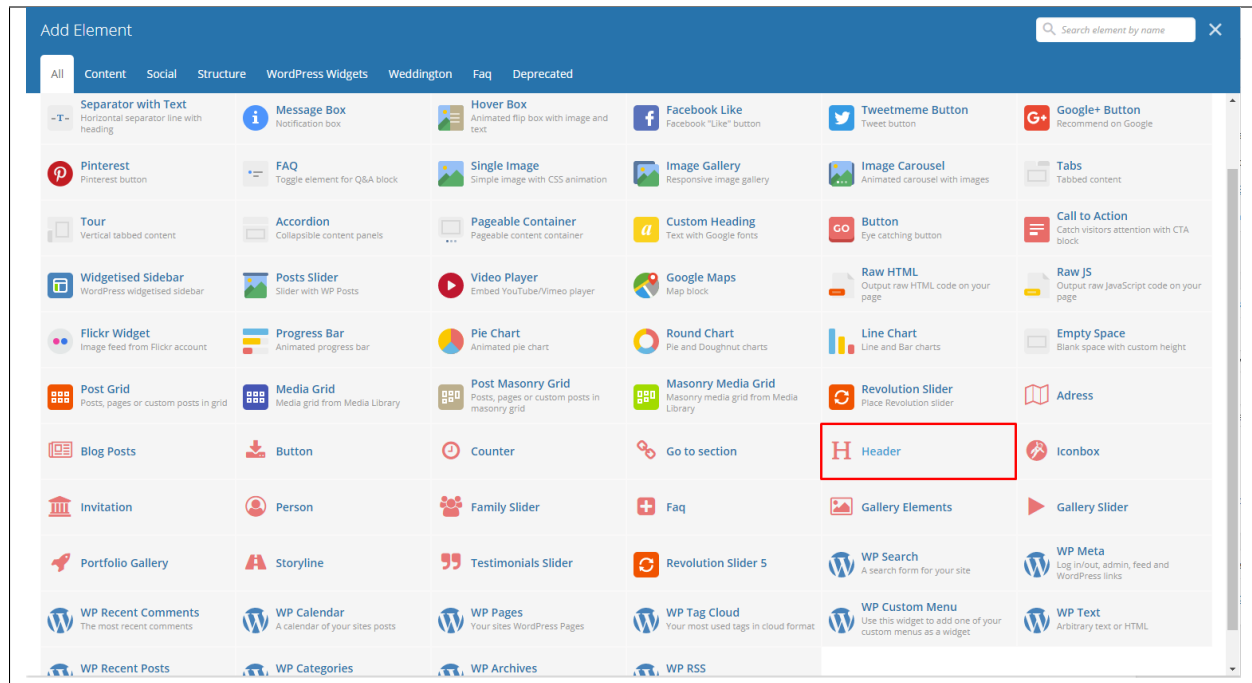 Add Element
Search element by name
All Content Social Structure WordPress Widgets Weddington Faq Deprecated
Separator with Text
Horizontal separator line with
heading
Message Box
Notification box
Hover Box
Animated flip box with image and
text
Facebook Like
Facebook "Like" button
Tweetmeme Button
Tweet button
Google+ Button
Recommend on Google
Pinterest
Pinterest button
FAQ
Toggle element for Q&A block
Single Image
Simple image with CSS animation
Image Gallery
Responsive image gallery
Image Carousel
Animated carousel with images
Tabs
Tabbed content
Tour
Vertical tabbed content
Accordion
Collapsible content panels
Pageable Container
Pageable content container
Custom Heading
Text with Google fonts
GO
Button
Eye catching button
Call to Action
Catch visitors attention with CTA
block
Widgetised Sidebar
WordPress widgetised sidebar
Posts Slider
Slider with WP Posts
Video Player
Embed YouTube/Vimeo player
Google Maps
Map block
Raw HTML
Output raw HTML code on your
page
Raw JS
Output raw JavaScript code on your
page
Flickr Widget
Image feed from Flickr account
Progress Bar
Animated progress bar
Pie Chart
Animated pie chart
Round Chart
Pie and Doughnut charts
Line Chart
Line and Bar charts
Empty Space
Blank space with custom height
Post Grid
Posts, pages or custom posts in grid
Media Grid
Media grid from Media Library
Post Masonry Grid
Posts, pages or custom posts in
masonry grid
Masonry Media Grid
Masonry media grid from Media
Library
Revolution Slider
Place Revolution slider
Adress
Blog Posts
Button
Counter
Go to section
H Header
Iconbox
Invitation
Person
Family Slider
Faq
Gallery Elements
Gallery Slider
Portfolio Gallery
Storyline
Testimonials Slider
Revolution Slider 5
WP Search
A search form for your site
WP Meta
Log in/out, admin, feed and
WordPress links
WP Recent Comments
The most recent comments
WP Calendar
A calendar of your sites posts
WP Pages
Your sites WordPress Pages
WP Tag Cloud
Your most used tags in cloud format
WP Custom Menu
Use this widget to add one of your
custom menus as a widget
WP Text
Arbitrary text or HTML
WP Recent Posts
WP Categories
WP Archives
WP RSS